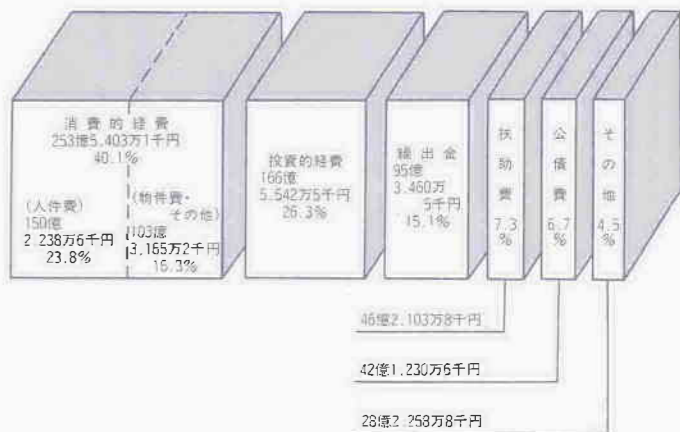 消費的経費
253億5,403万1千円
40.1%
(人件費)
150億
2,238万6千円
23.8%
(物件費・
その他)
103億
3,165万2千円
16.3%
投資的経費
166億
5,542万5千円
26.3%
繰出金
95億
3,460万
5千円
15.1%
扶助費
7.3
%
公債費
6.7
%
その他
4.5
%
46億2,103万8千円
42億1,230万6千円
28億2,258万8千円